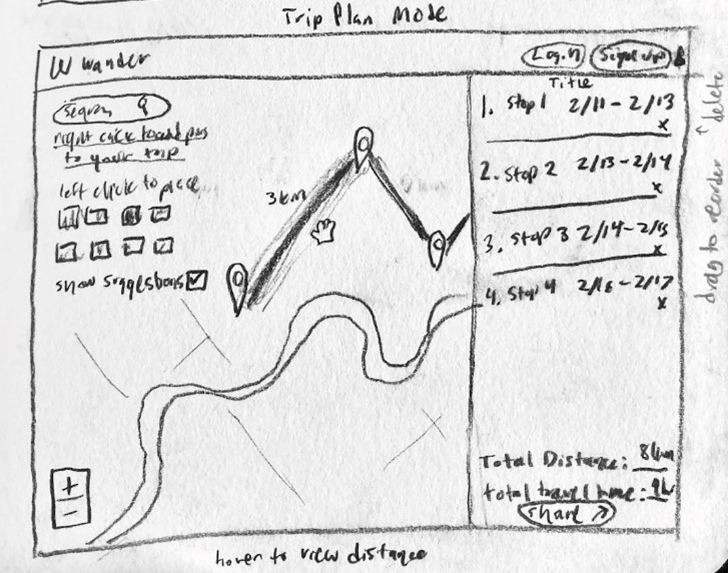 Trip Plan Mode
W Wander
Log in
Sign up
search
right click to add pins
to your trip
left click to place
show suggestions
3km
+
-
Title
1. Stop 1 2/11 - 2/13
x
2. Stop 2 2/13 - 2/14
x
3. Stop 3 2/14 - 2/15
x
4. Stop 4 2/16 - 2/17
x
Total Distance: 8km
total travel time: 9h
share ↗
drag to reorder ↑ delete
hover to view distance